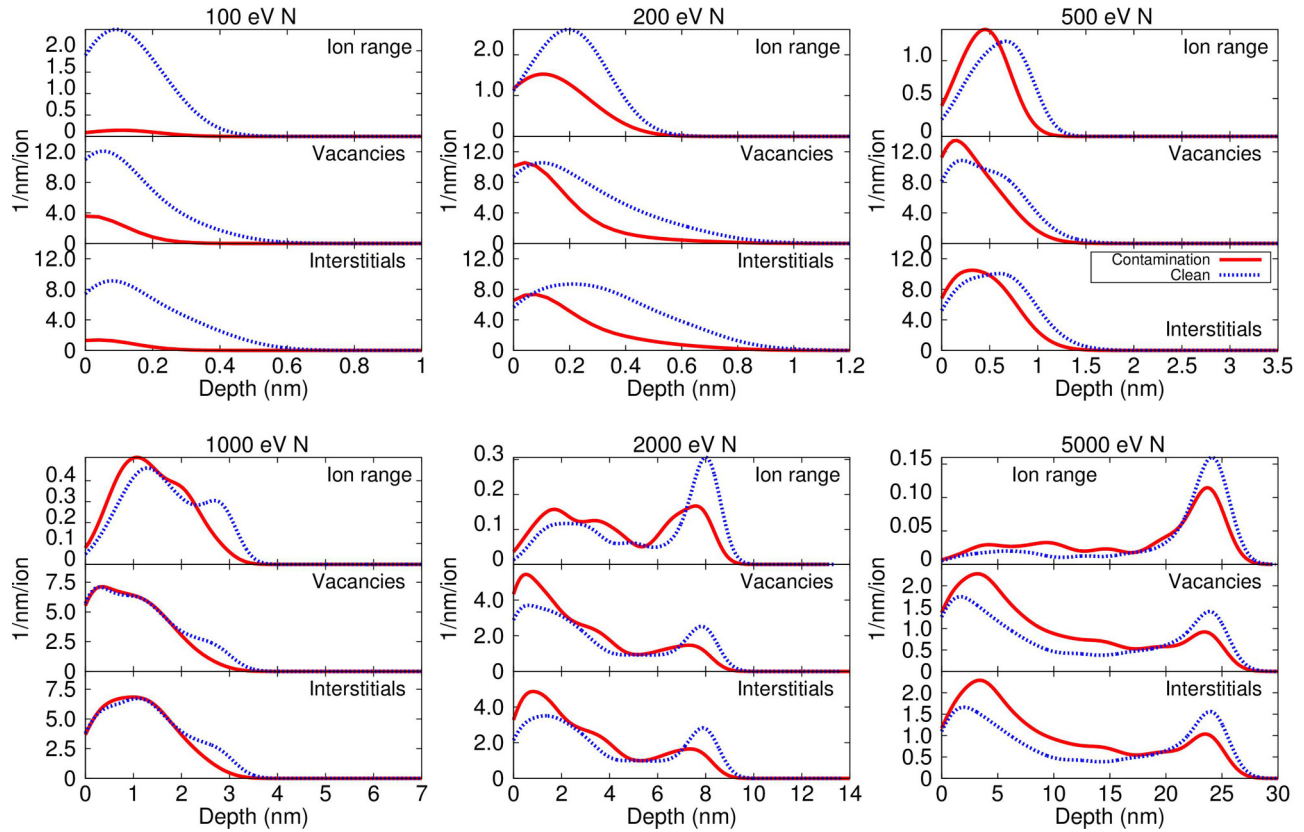 100 eV N
2.0
1.5
1.0
0.5
0
Ion range
12.0
8.0
4.0
0
Vacancies
12.0
8.0
4.0
0
Interstitials
1/nm/ion
0 0.2 0.4 0.6 0.8 1
Depth (nm)
200 eV N
2.0
1.0
0
Ion range
12.0
8.0
4.0
0
Vacancies
12.0
8.0
4.0
0
Interstitials
1/nm/ion
0 0.2 0.4 0.6 0.8 1 1.2
Depth (nm)
500 eV N
1.0
0.5
0
Ion range
12.0
8.0
4.0
0
Vacancies
12.0
8.0
4.0
0
Contamination
Clean
Interstitials
1/nm/ion
0 0.5 1 1.5 2 2.5 3 3.5
Depth (nm)
1000 eV N
0.4
0.3
0.2
0.1
0
Ion range
7.5
5.0
2.5
0
Vacancies
7.5
5.0
2.5
0
Interstitials
1/nm/ion
0 1 2 3 4 5 6 7
Depth (nm)
2000 eV N
0.3
0.2
0.1
0
Ion range
4.0
2.0
0
Vacancies
4.0
2.0
0
Interstitials
1/nm/ion
0 2 4 6 8 10 12 14
Depth (nm)
5000 eV N
0.15
0.10
0.05
0
Ion range
2.0
1.5
1.0
0.5
0
Vacancies
2.0
1.5
1.0
0.5
0
Interstitials
1/nm/ion
0 5 10 15 20 25 30
Depth (nm)